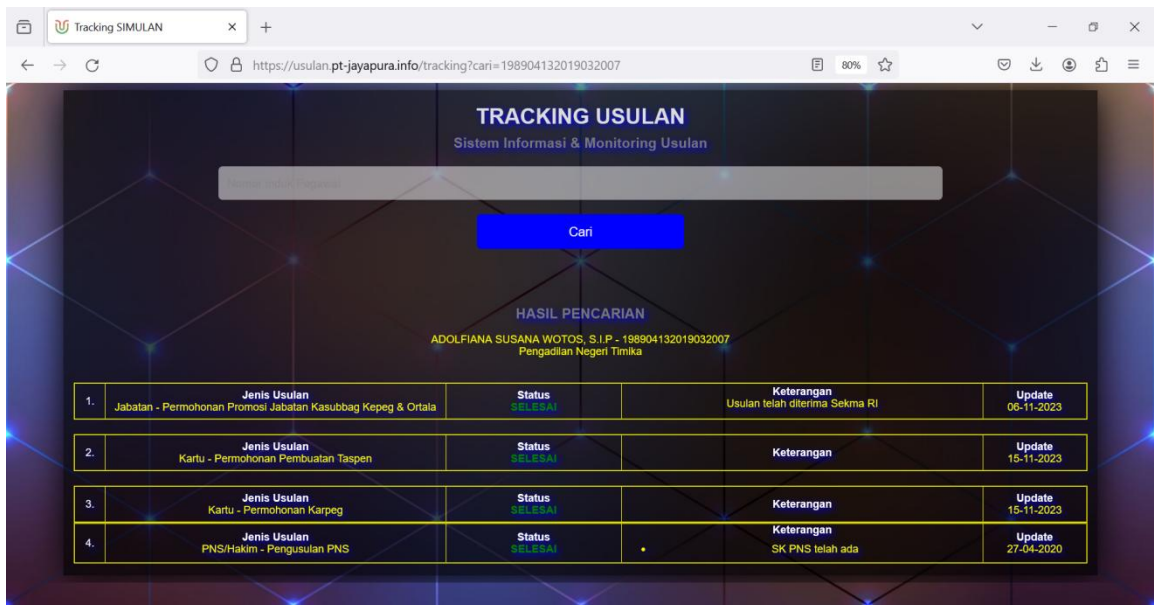 Tracking SIMULAN
https://usulan.pt-jayapura.info/tracking?cari=198904132019032007
80%
TRACKING USULAN
Sistem Informasi & Monitoring Usulan
Cari
HASIL PENCARIAN
ADOLFIANA SUSANA WOTOS, S.I.P - 198904132019032007
Pengadilan Negeri Timika
1. Jenis Usulan Status Keterangan Update
Jabatan - Permohonan Promosi Jabatan Kasubbag Kepeg & Ortala SELESAI Usulan telah diterima Sekma RI 06-11-2023
2. Jenis Usulan Status Keterangan Update
Kartu - Permohonan Pembuatan Taspen SELESAI 15-11-2023
3. Jenis Usulan Status Keterangan Update
Kartu - Permohonan Karpeg SELESAI 15-11-2023
4. Jenis Usulan Status Keterangan Update
PNS/Hakim - Pengusulan PNS SELESAI • SK PNS telah ada 27-04-2020